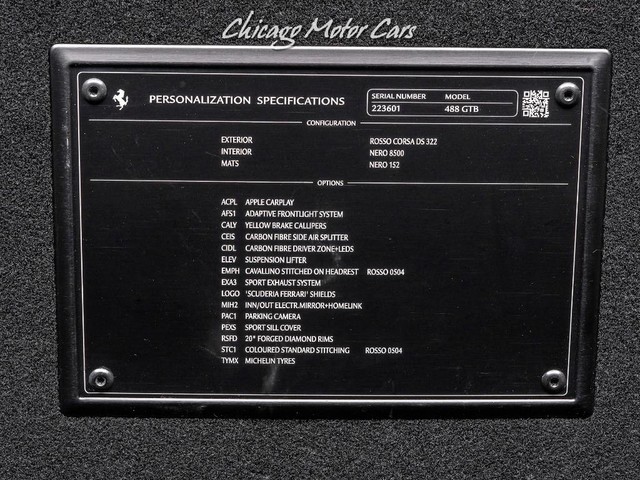 Chicago Motor Cars
PERSONALIZATION SPECIFICATIONS
SERIAL NUMBER MODEL
223601 488 GTB
CONFIGURATION
EXTERIOR ROSSO CORSA DS 322
INTERIOR NERO 8500
MATS NERO 152
OPTIONS
ACPL APPLE CARPLAY
AFS1 ADAPTIVE FRONTLIGHT SYSTEM
CALY YELLOW BRAKE CALLIPERS
CEIS CARBON FIBRE SIDE AIR SPLITTER
CIDL CARBON FIBRE DRIVER ZONE+LEDS
ELEV SUSPENSION LIFTER
EMPH CAVALLINO STITCHED ON HEADREST ROSSO 0504
EXA3 SPORT EXHAUST SYSTEM
LOGO 'SCUDERIA FERRARI' SHIELDS
MIH2 INN/OUT ELECTR.MIRROR+HOMELINK
PAC1 PARKING CAMERA
PEXS SPORT SILL COVER
RSFD 20" FORGED DIAMOND RIMS
STC1 COLOURED STANDARD STITCHING ROSSO 0504
TYMX MICHELIN TYRES